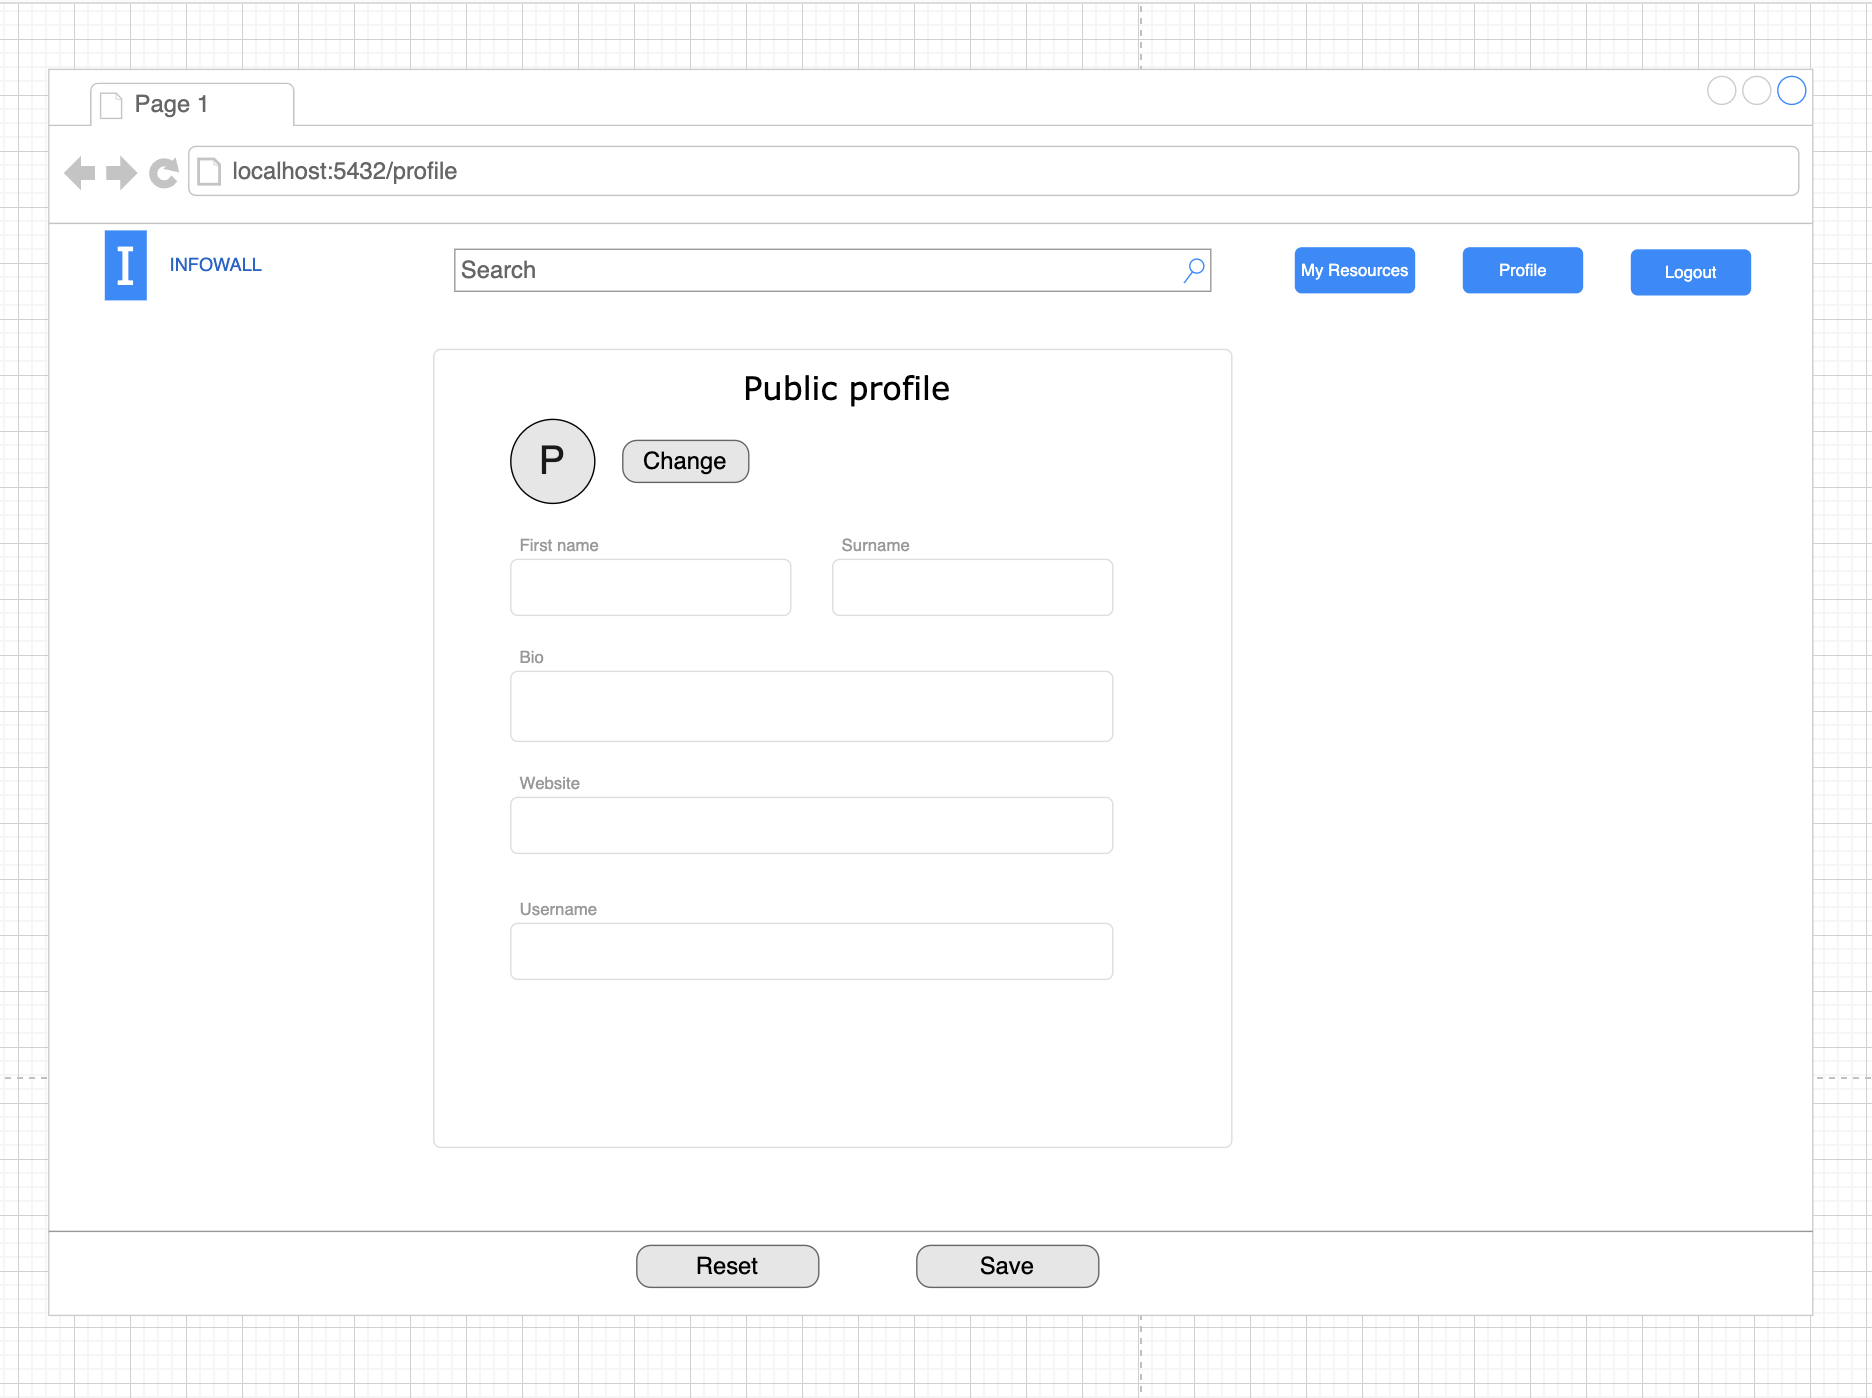 Page 1
localhost:5432/profile
I INFOWALL
Search
My Resources
Profile
Logout
Public profile
P
Change
First name
Surname
Bio
Website
Username
Reset
Save